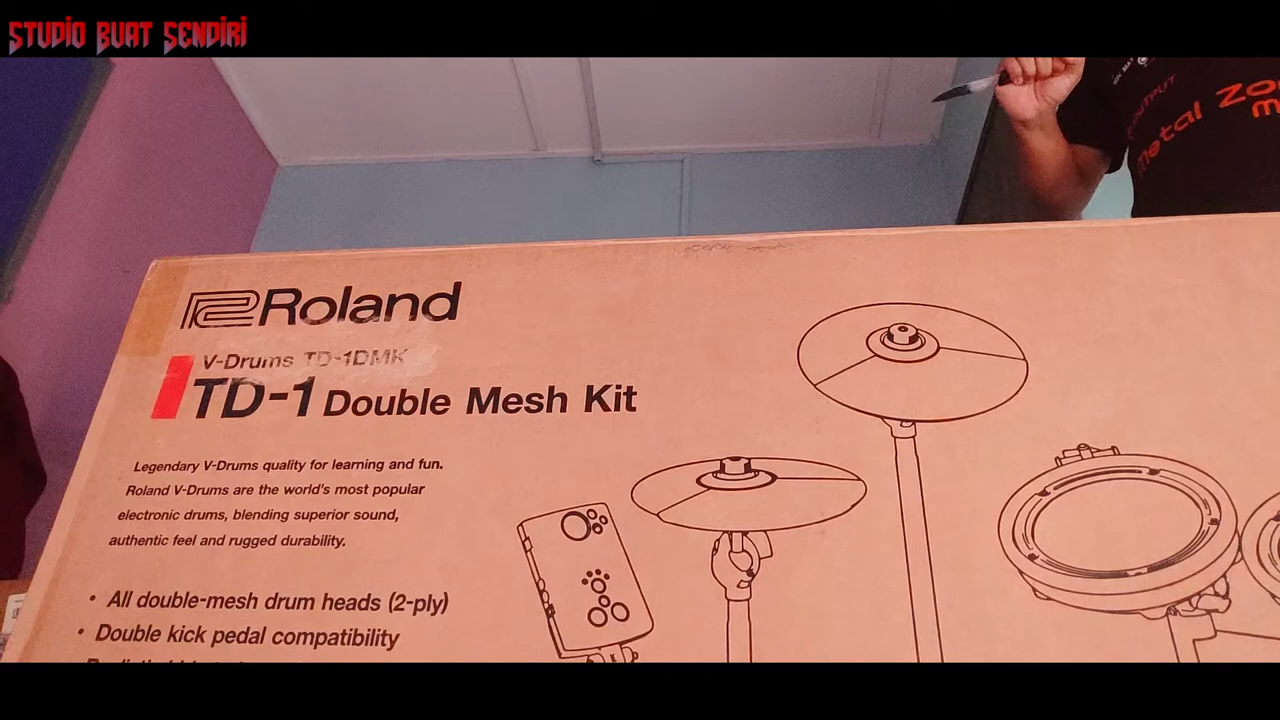 STUDIO BUAT SENDIRI
OUTPUT
Metal Zo
Roland
V-Drums TD-1DMK
TD-1 Double Mesh Kit
Legendary V-Drums quality for learning and fun.
Roland V-Drums are the world's most popular
electronic drums, blending superior sound,
authentic feel and rugged durability.
• All double-mesh drum heads (2-ply)
• Double kick pedal compatibility